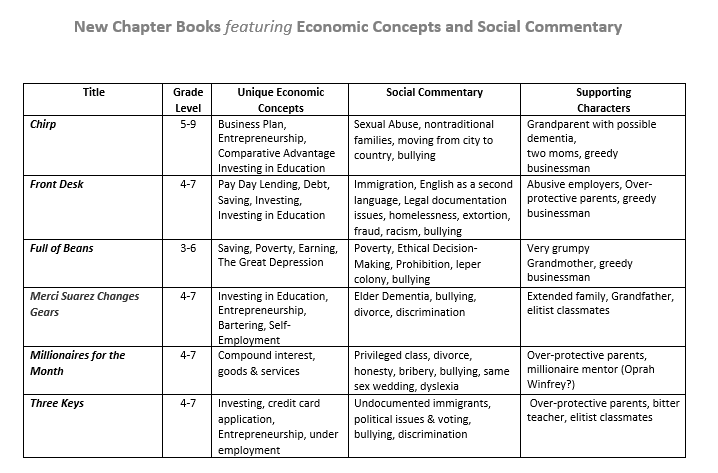 New Chapter Books featuring Economic Concepts and Social Commentary
Title
Grade
Level
Unique Economic
Concepts
Social Commentary
Supporting
Characters
Chirp
5-9
Business Plan,
Entrepreneurship,
Comparative Advantage
Investing in Education
Sexual Abuse, nontraditional
families, moving from city to
country, bullying
Grandparent with possible
dementia,
two moms, greedy
businessman
Front Desk
4-7
Pay Day Lending, Debt,
Saving, Investing,
Investing in Education
Immigration, English as a second
language, Legal documentation
issues, homelessness, extortion,
fraud, racism, bullying
Abusive employers, Over-
protective parents, greedy
businessman
Full of Beans
3-6
Saving, Poverty, Earning,
The Great Depression
Poverty, Ethical Decision-
Making, Prohibition, leper
colony, bullying
Very grumpy
Grandmother, greedy
businessman
Merci Suarez Changes
Gears
4-7
Investing in Education,
Entrepreneurship,
Bartering, Self-
Employment
Elder Dementia, bullying,
divorce, discrimination
Extended family, Grandfather,
elitist classmates
Millionaires for the
Month
4-7
Compound interest,
goods & services
Privileged class, divorce,
honesty, bribery, bullying, same
sex wedding, dyslexia
Over-protective parents,
millionaire mentor (Oprah
Winfrey?)
Three Keys
4-7
Investing, credit card
application,
Entrepreneurship, under
employment
Undocumented immigrants,
political issues & voting,
bullying, discrimination
Over-protective parents, bitter
teacher, elitist classmates